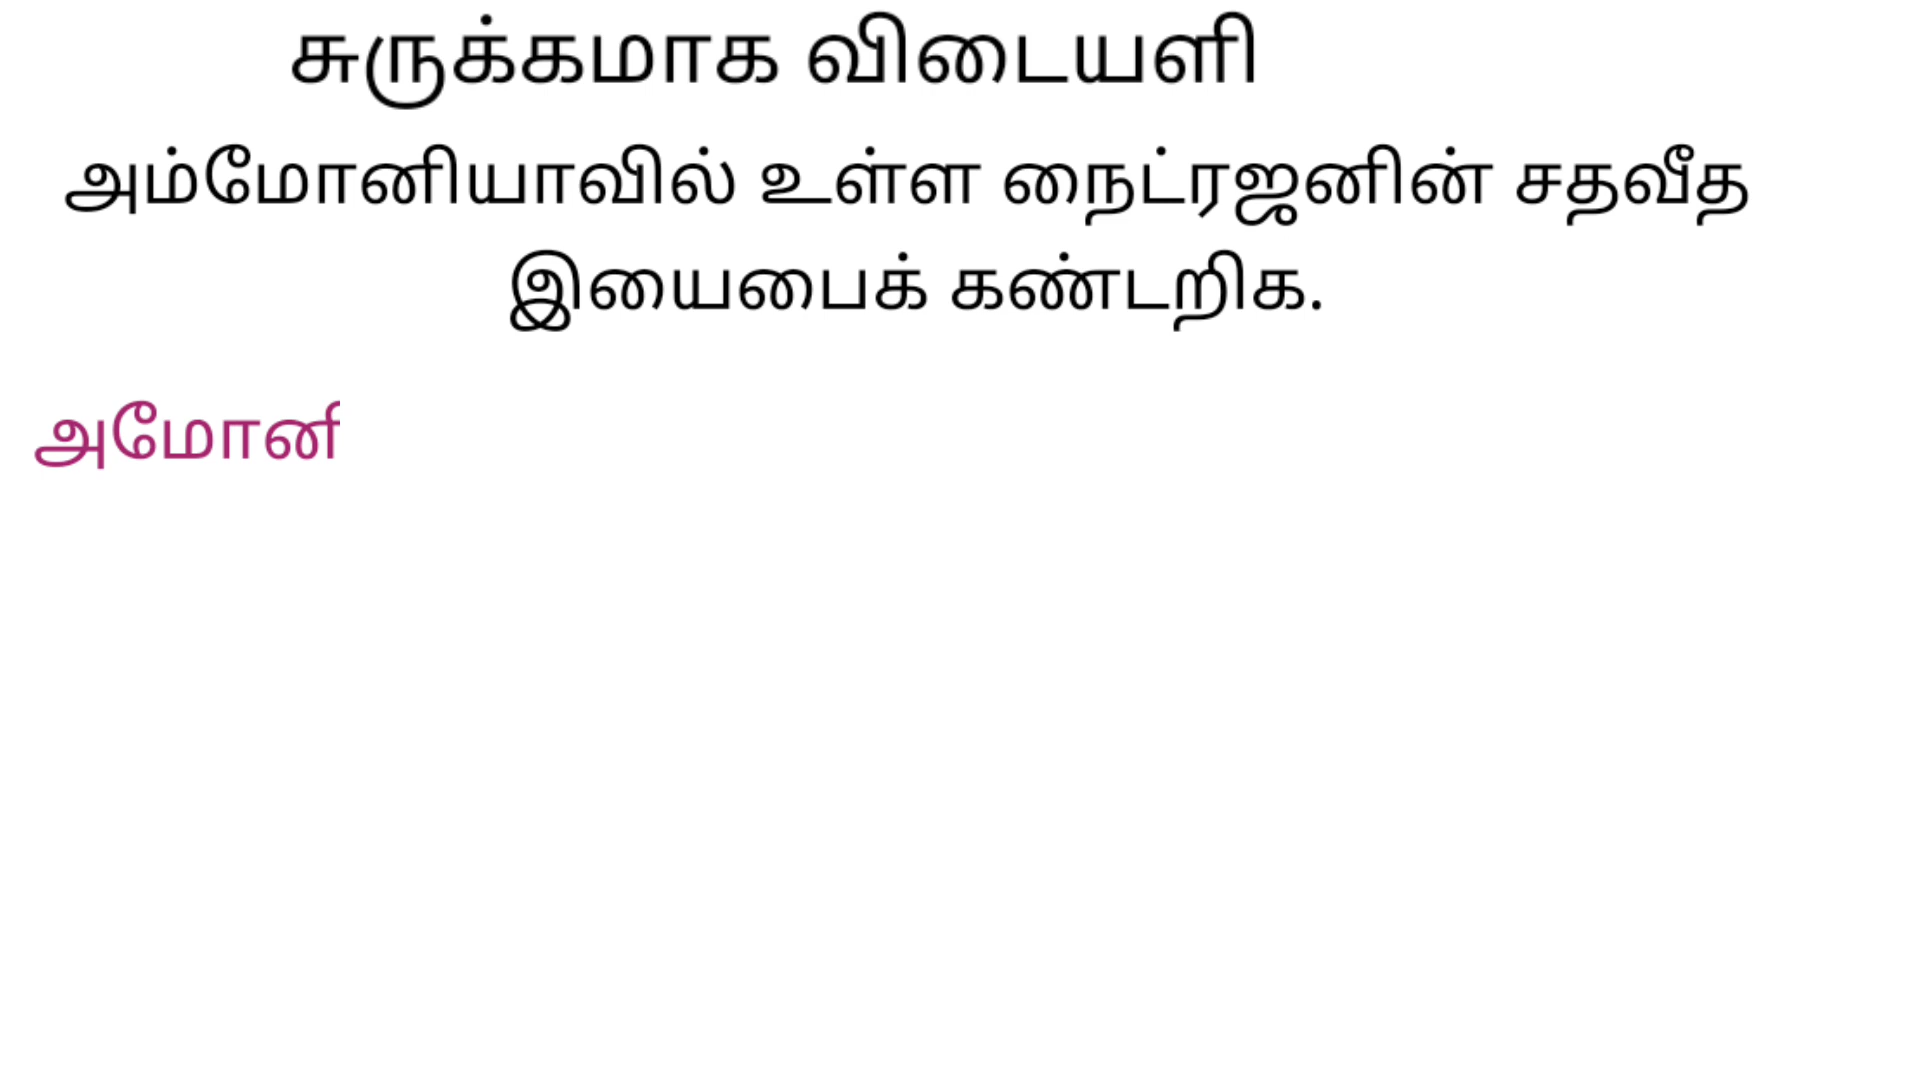 சுருக்கமாக விடையளி
அம்மோனியாவில் உள்ள நைட்ரஜனின் சதவீத
இயைபைக் கண்டறிக.
அமோனி